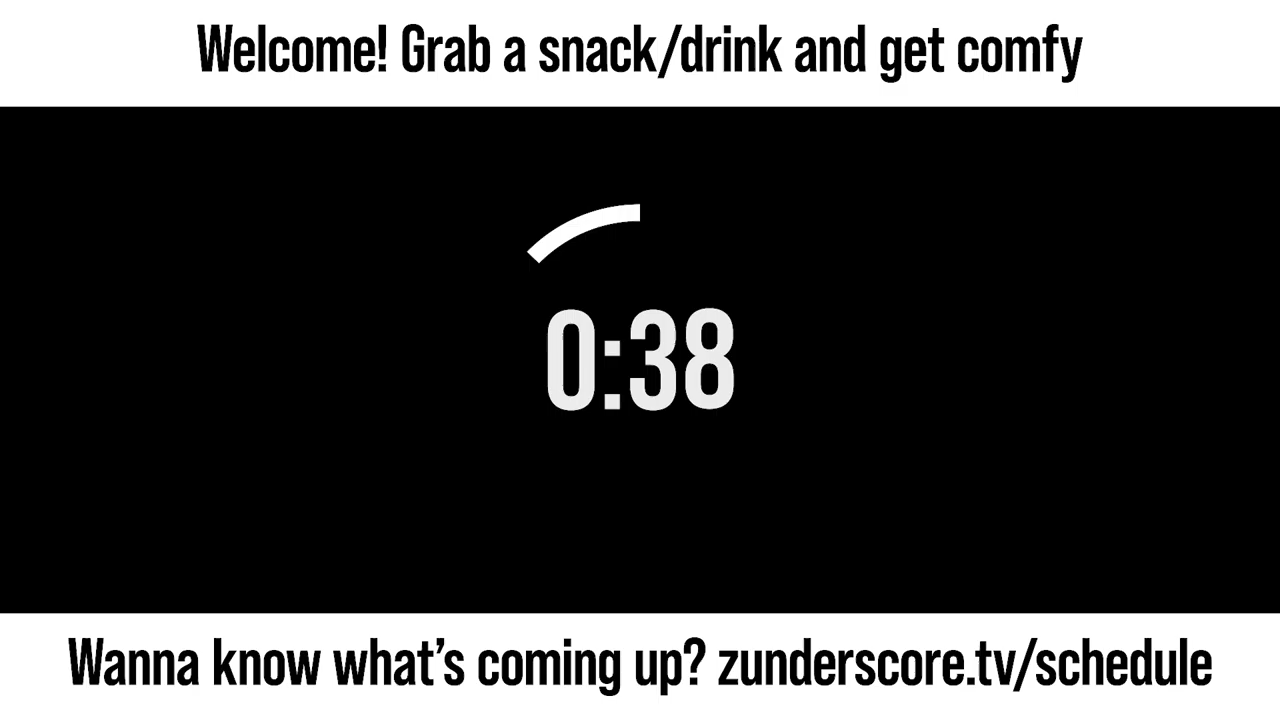 Welcome! Grab a snack/drink and get comfy
0:38
Wanna know what’s coming up? zunderscore.tv/schedule